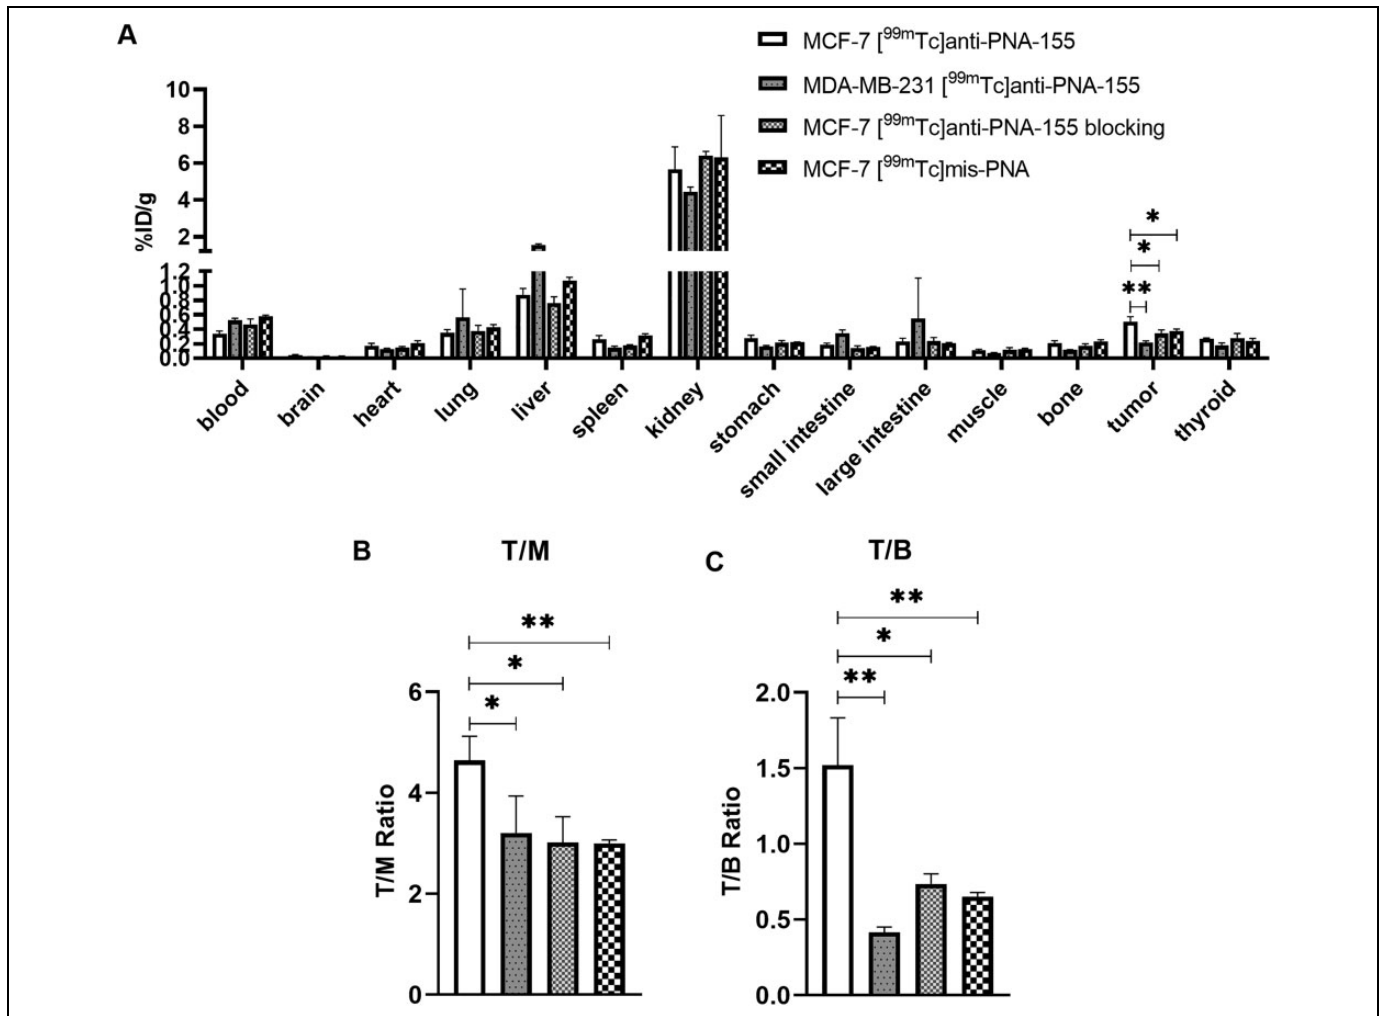 A
MCF-7 [99mTc]anti-PNA-155
MDA-MB-231 [99mTc]anti-PNA-155
MCF-7 [99mTc]anti-PNA-155 blocking
MCF-7 [99mTc]mis-PNA
%ID/g
10
8
6
4
2
1.2
1.0
0.8
0.6
0.4
0.2
0.0
*
*
**
blood
brain
heart
lung
liver
spleen
kidney
stomach
small intestine
large intestine
muscle
bone
tumor
thyroid
B
T/M
**
*
*
T/M Ratio
6
4
2
0
C
T/B
**
*
**
T/B Ratio
2.0
1.5
1.0
0.5
0.0